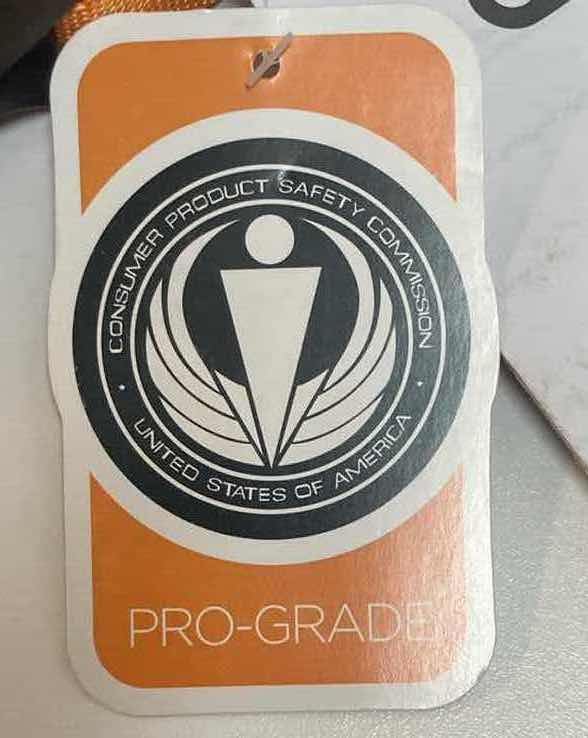 CONSUMER PRODUCT SAFETY COMMISSION
UNITED STATES OF AMERICA
PRO-GRADE